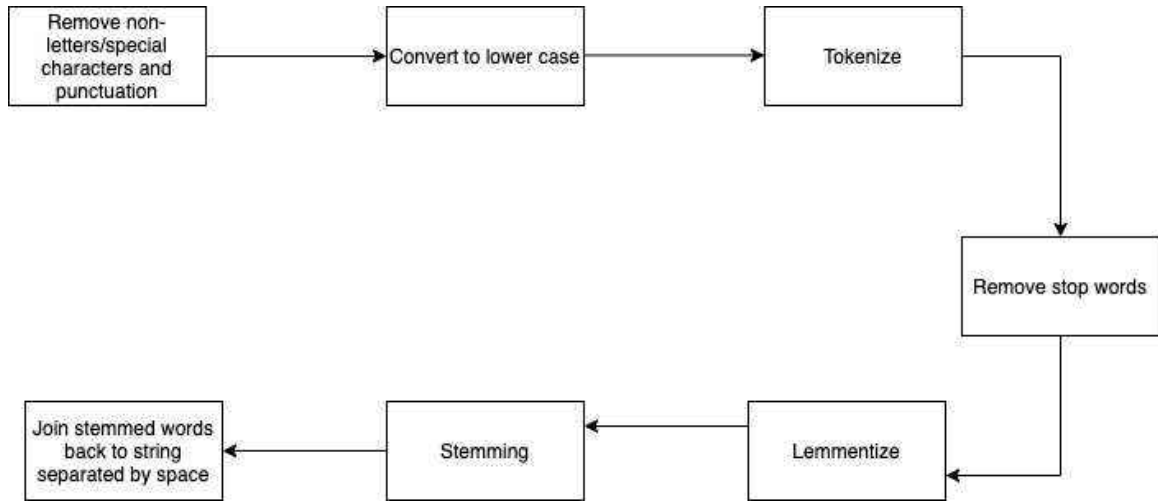 Remove non-
letters/special
characters and
punctuation
Convert to lower case
Tokenize
Remove stop words
Lemmentize
Stemming
Join stemmed words
back to string
separated by space